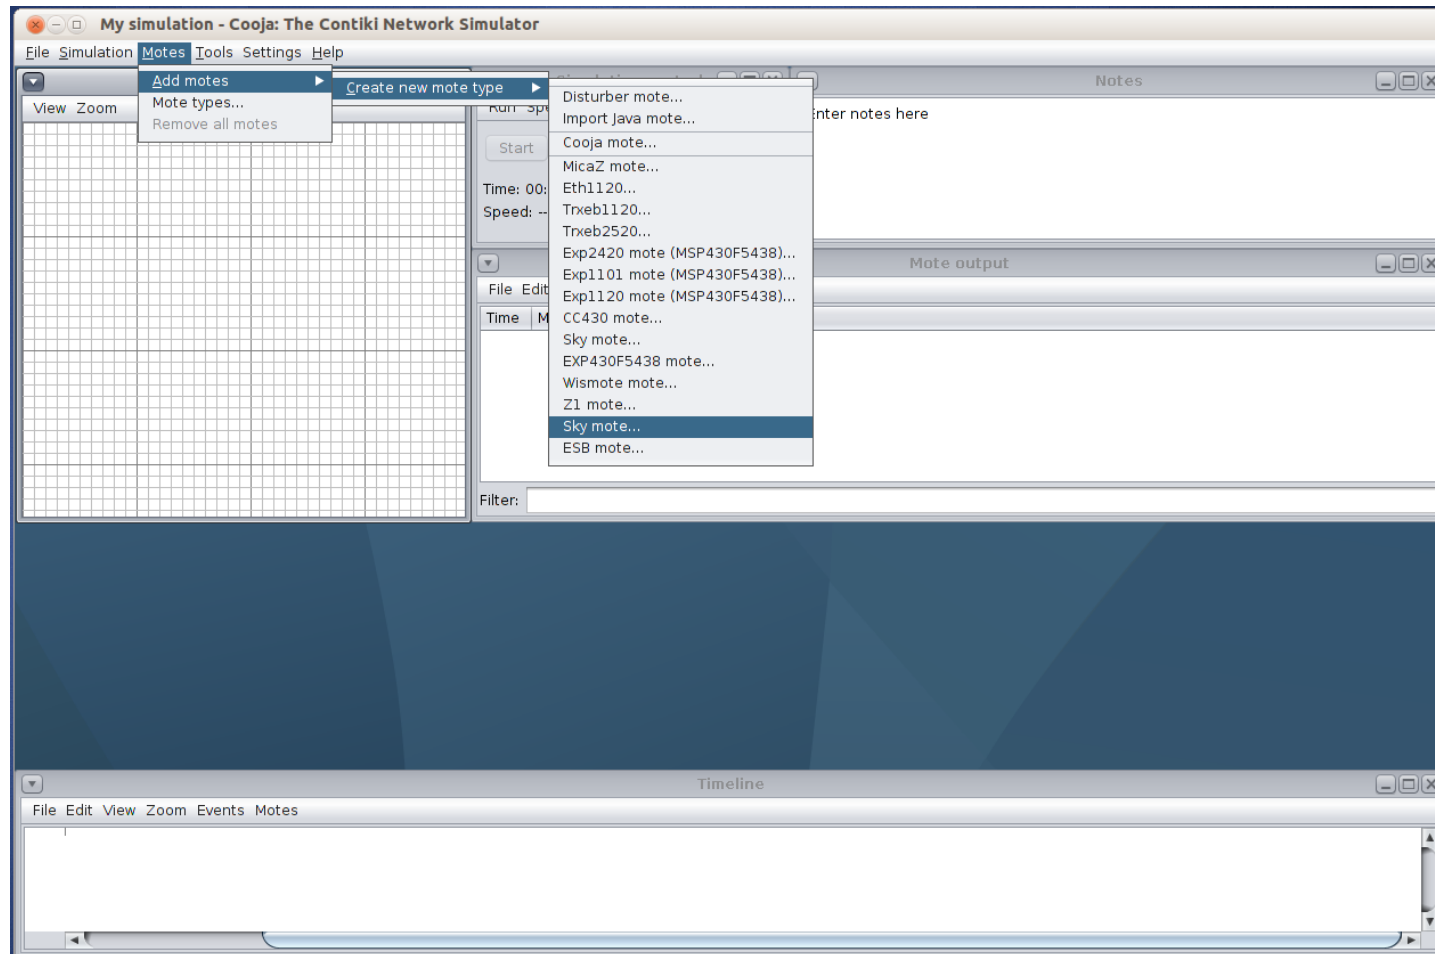 My simulation - Cooja: The Contiki Network Simulator
File Simulation Motes Tools Settings Help
Add motes
Mote types...
Remove all motes
Create new mote type
Disturber mote...
Import Java mote...
Cooja mote...
MicaZ mote...
Eth1120...
Trxeb1120...
Trxeb2520...
Exp2420 mote (MSP430F5438)...
Exp1101 mote (MSP430F5438)...
Exp1120 mote (MSP430F5438)...
CC430 mote...
Sky mote...
EXP430F5438 mote...
Wismote mote...
Z1 mote...
Sky mote...
ESB mote...
View Zoom
Run
Start
Time: 00:
Speed: --
Notes
Enter notes here
Mote output
File Edit
Time
Filter:
Timeline
File Edit View Zoom Events Motes